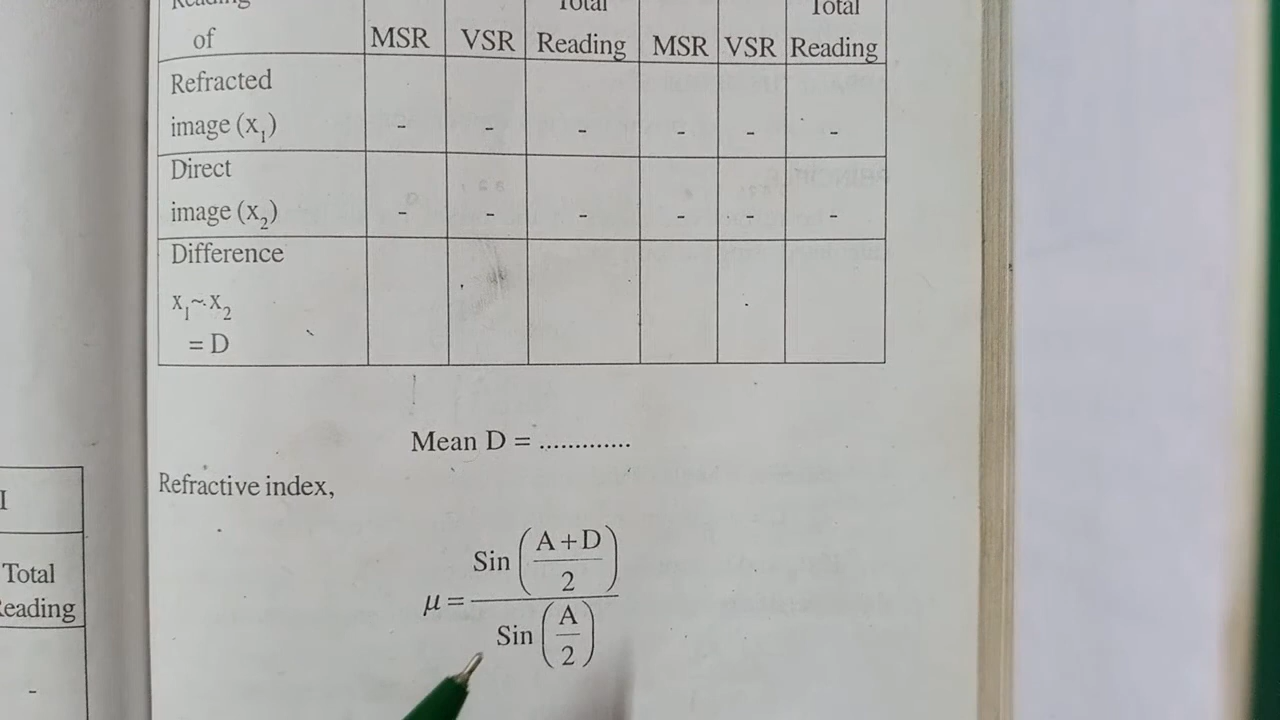 Reading
of
MSR VSR Total Reading MSR VSR Total Reading
Refracted
image (x₁) - - - - - -
Direct
image (x₂) - - - - - -
Difference
x₁~x₂
= D
Mean D = .............
Refractive index,
μ = Sin((A+D)/2) / Sin(A/2)
I
Total
Reading
-